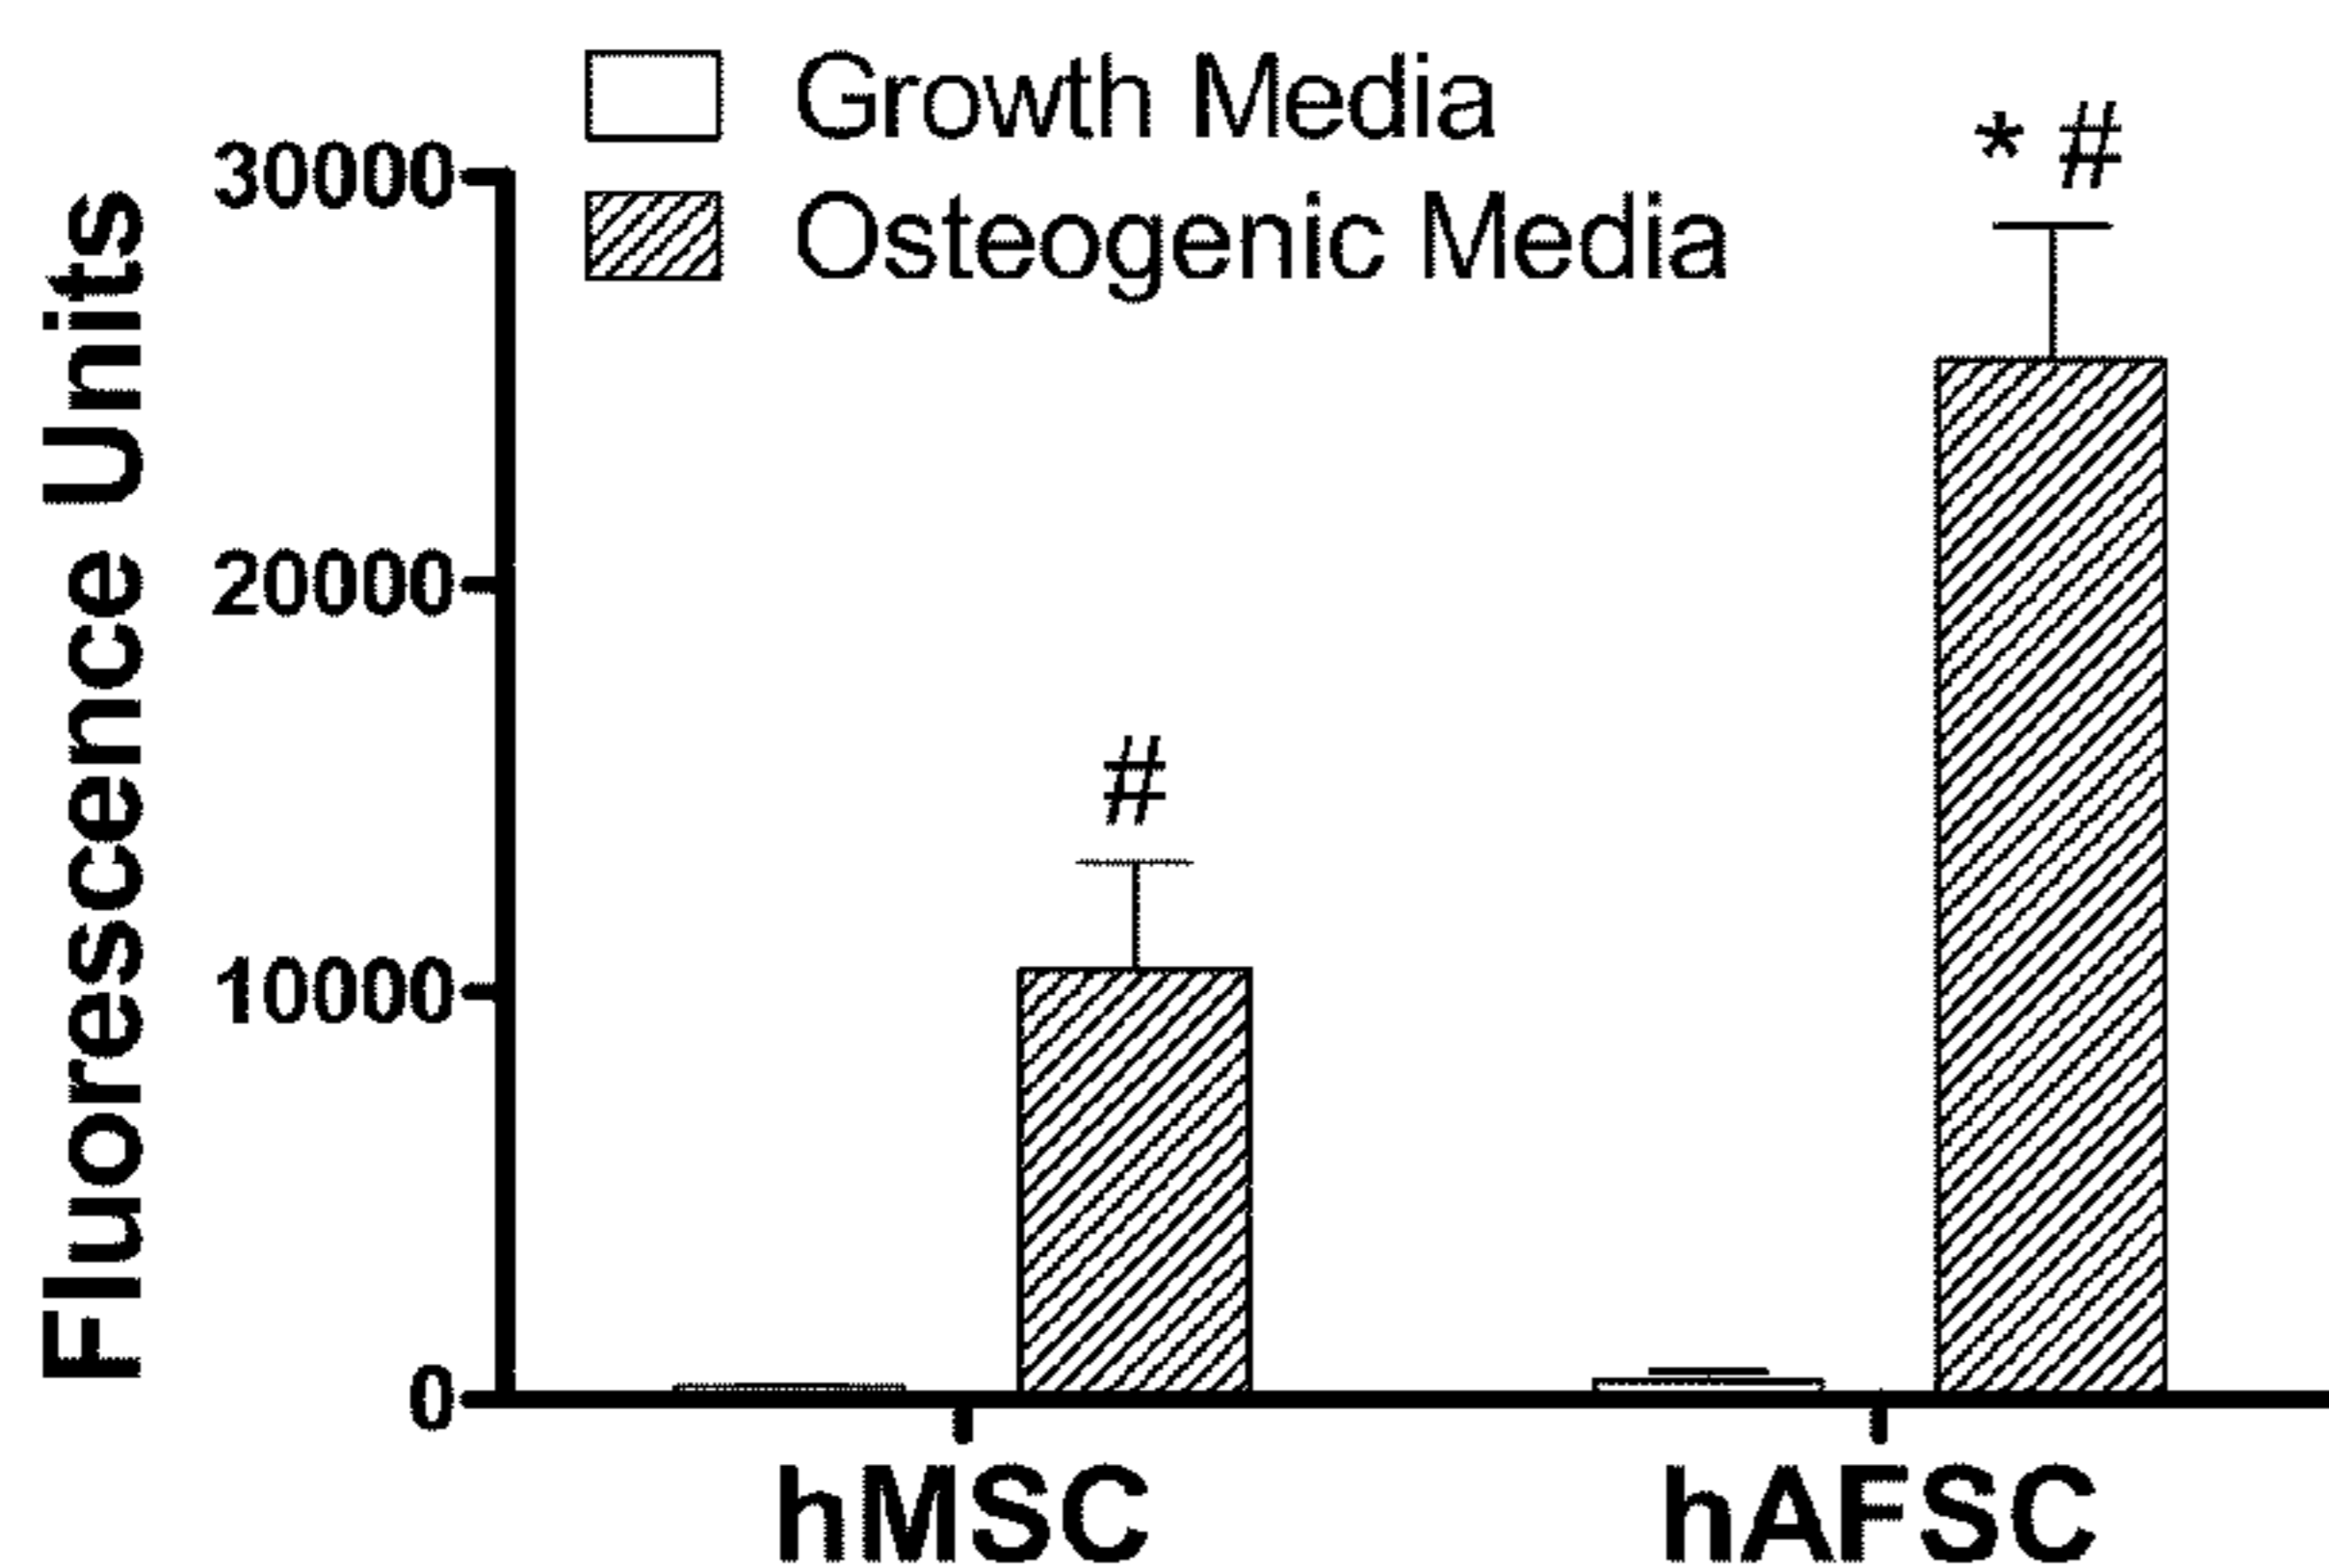 Growth Media
Osteogenic Media
Fluorescence Units
30000
20000
10000
0
* #
#
hMSC
hAFSC